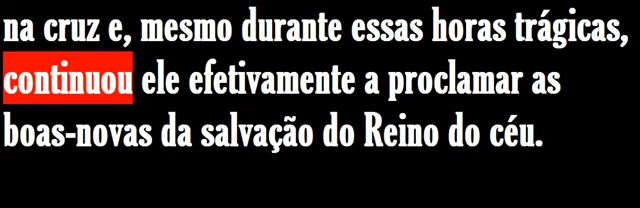 na cruz e, mesmo durante essas horas trágicas,
continuou ele efetivamente a proclamar as
boas-novas da salvação do Reino do céu.